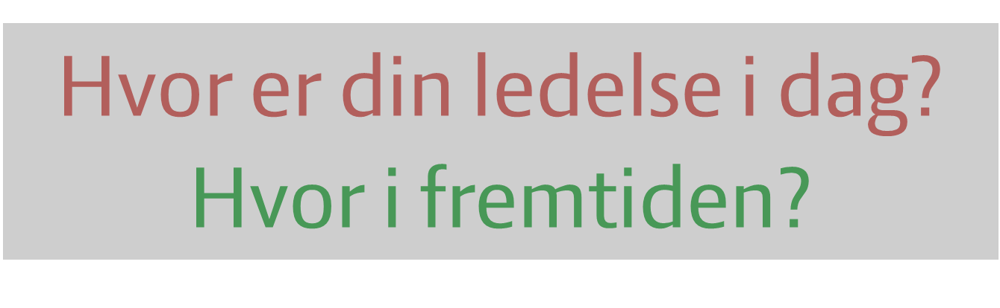 Hvor er din ledelse i dag?
Hvor i fremtiden?